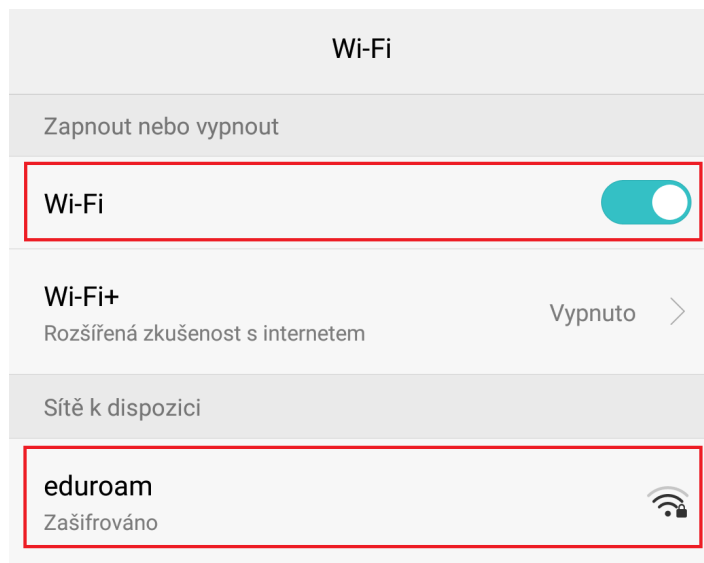 Wi-Fi
Zapnout nebo vypnout
Wi-Fi
Wi-Fi+
Vypnuto
Rozšířená zkušenost s internetem
Sítě k dispozici
eduroam
Zašifrováno